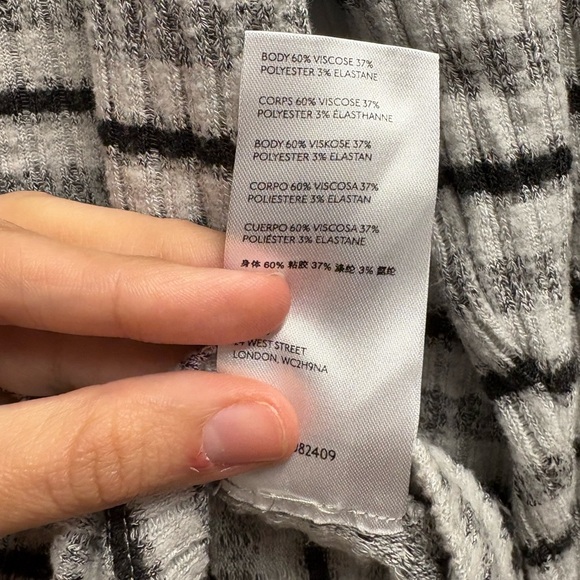 BODY 60% VISCOSE 37%
POLYESTER 3% ELASTANE
CORPS 60% VISCOSE 37%
POLYESTER 3% ÉLASTHANNE
BODY 60% VISKOSE 37%
POLYESTER 3% ELASTAN
CORPO 60% VISCOSA 37%
POLIESTERE 3% ELASTAN
CUERPO 60% VISCOSA 37%
POLIÉSTER 3% ELASTANE
身体 60% 粘胶 37% 涤纶 3% 氨纶
WEST STREET
LONDON, WC2H9NA
82409